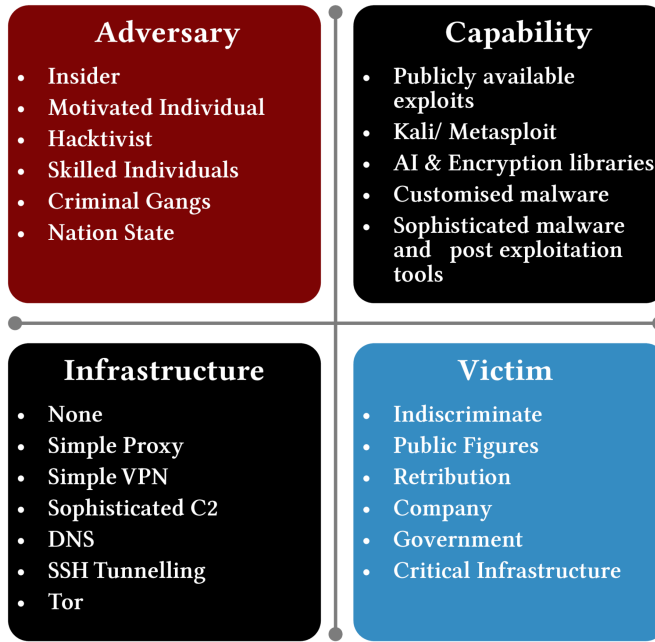 Adversary
• Insider
• Motivated Individual
• Hacktivist
• Skilled Individuals
• Criminal Gangs
• Nation State
Capability
• Publicly available
exploits
• Kali/ Metasploit
• AI & Encryption libraries
• Customised malware
• Sophisticated malware
and post exploitation
tools
Infrastructure
• None
• Simple Proxy
• Simple VPN
• Sophisticated C2
• DNS
• SSH Tunnelling
• Tor
Victim
• Indiscriminate
• Public Figures
• Retribution
• Company
• Government
• Critical Infrastructure